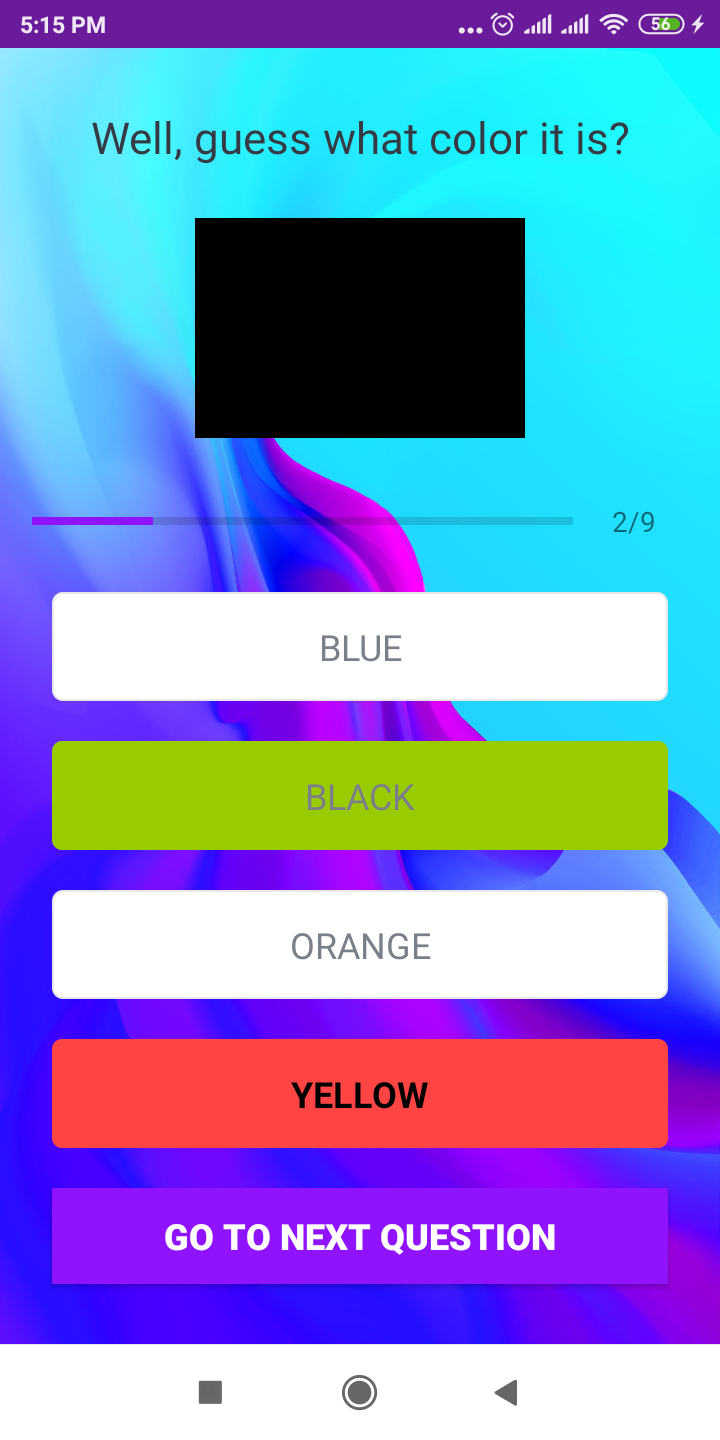 5:15 PM
56
Well, guess what color it is?
2/9
BLUE
BLACK
ORANGE
YELLOW
GO TO NEXT QUESTION